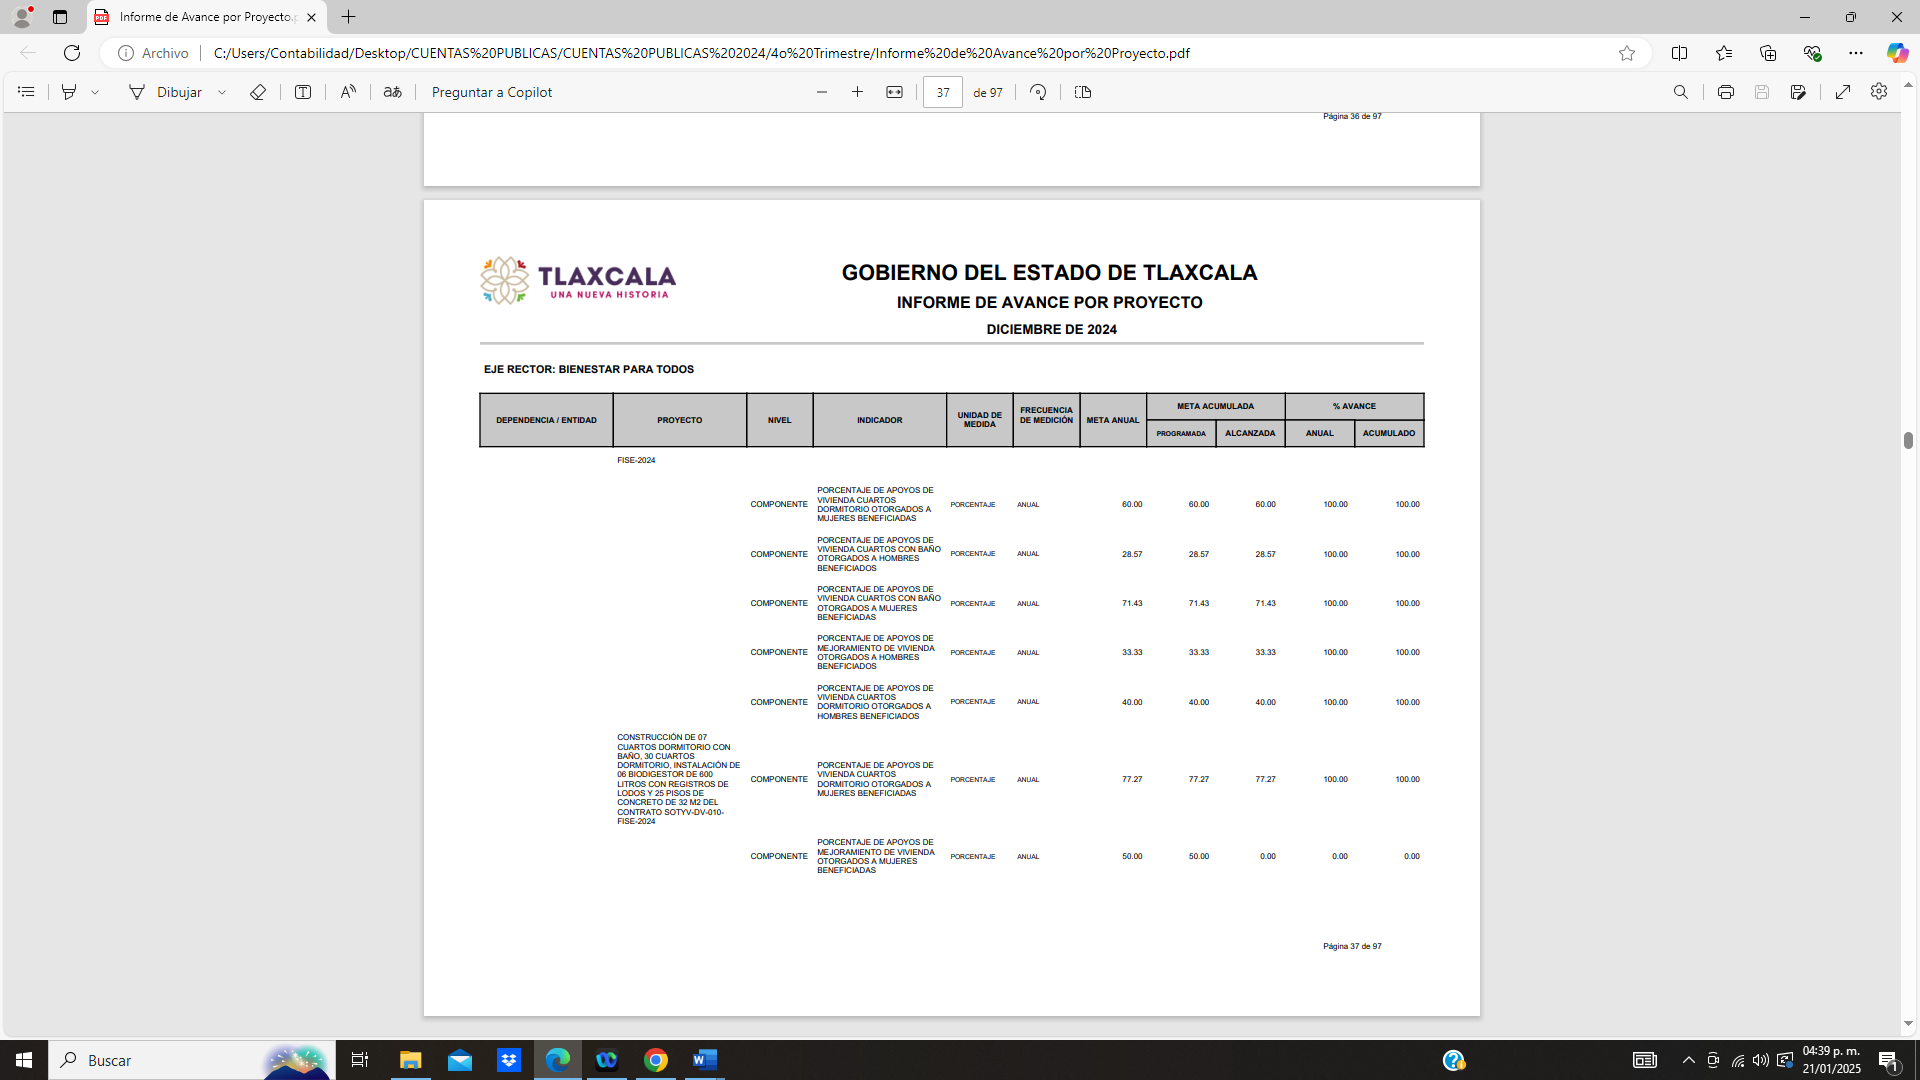 Informe de Avance por Proyecto.p
Archivo
C:/Users/Contabilidad/Desktop/CUENTAS%20PUBLICAS/CUENTAS%20PUBLICAS%202024/4o%20Trimestre/Informe%20de%20Avance%20por%20Proyecto.pdf
Dibujar
Preguntar a Copilot
37 de 97
Página 36 de 97
TLAXCALA
UNA NUEVA HISTORIA
GOBIERNO DEL ESTADO DE TLAXCALA
INFORME DE AVANCE POR PROYECTO
DICIEMBRE DE 2024
EJE RECTOR: BIENESTAR PARA TODOS
DEPENDENCIA / ENTIDAD PROYECTO NIVEL INDICADOR UNIDAD DE MEDIDA FRECUENCIA DE MEDICIÓN META ANUAL META ACUMULADA % AVANCE
PROGRAMADA ALCANZADA ANUAL ACUMULADO
FISE-2024
COMPONENTE PORCENTAJE DE APOYOS DE VIVIENDA CUARTOS DORMITORIO OTORGADOS A MUJERES BENEFICIADAS PORCENTAJE ANUAL 60.00 60.00 60.00 100.00 100.00
COMPONENTE PORCENTAJE DE APOYOS DE VIVIENDA CUARTOS CON BAÑO OTORGADOS A HOMBRES BENEFICIADOS PORCENTAJE ANUAL 28.57 28.57 28.57 100.00 100.00
COMPONENTE PORCENTAJE DE APOYOS DE VIVIENDA CUARTOS CON BAÑO OTORGADOS A MUJERES BENEFICIADAS PORCENTAJE ANUAL 71.43 71.43 71.43 100.00 100.00
COMPONENTE PORCENTAJE DE APOYOS DE MEJORAMIENTO DE VIVIENDA OTORGADOS A HOMBRES BENEFICIADOS PORCENTAJE ANUAL 33.33 33.33 33.33 100.00 100.00
COMPONENTE PORCENTAJE DE APOYOS DE VIVIENDA CUARTOS DORMITORIO OTORGADOS A HOMBRES BENEFICIADOS PORCENTAJE ANUAL 40.00 40.00 40.00 100.00 100.00
CONSTRUCCIÓN DE 07 CUARTOS DORMITORIO CON BAÑO, 30 CUARTOS DORMITORIO, INSTALACIÓN DE 06 BIODIGESTOR DE 600 LITROS CON REGISTROS DE LODOS Y 25 PISOS DE CONCRETO DE 32 M2 DEL CONTRATO SOTYV-DV-010-FISE-2024 COMPONENTE PORCENTAJE DE APOYOS DE VIVIENDA CUARTOS DORMITORIO OTORGADOS A MUJERES BENEFICIADAS PORCENTAJE ANUAL 77.27 77.27 77.27 100.00 100.00
COMPONENTE PORCENTAJE DE APOYOS DE MEJORAMIENTO DE VIVIENDA OTORGADOS A MUJERES BENEFICIADAS PORCENTAJE ANUAL 50.00 50.00 0.00 0.00 0.00
Página 37 de 97
Buscar
04:39 p. m.
21/01/2025
1